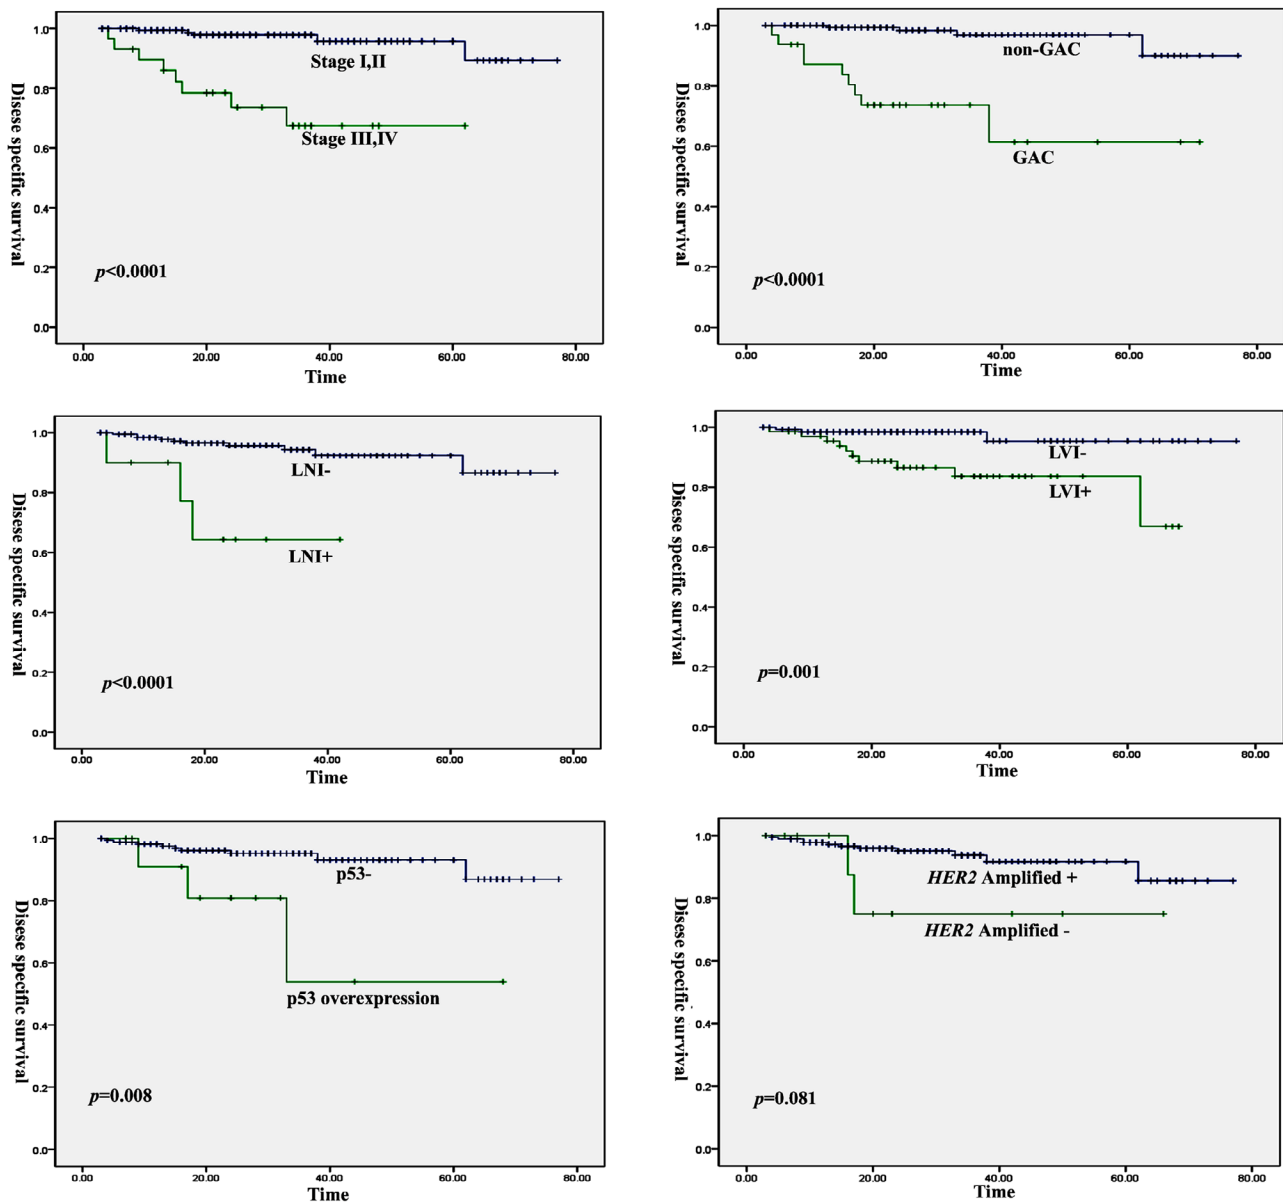 Disese specific survival
1.0
0.8
0.6
0.4
0.2
0.0
Stage I,II
Stage III,IV
p<0.0001
0.00 20.00 40.00 60.00 80.00
Time
Disese specific survival
1.0
0.8
0.6
0.4
0.2
0.0
non-GAC
GAC
p<0.0001
0.00 20.00 40.00 60.00 80.00
Time
Disese specific survival
1.0
0.8
0.6
0.4
0.2
0.0
LNI-
LNI+
p<0.0001
0.00 20.00 40.00 60.00 80.00
Time
Disese specific survival
1.0
0.8
0.6
0.4
0.2
0.0
LVI-
LVI+
p=0.001
0.00 20.00 40.00 60.00 80.00
Time
Disese specific survival
1.0
0.8
0.6
0.4
0.2
0.0
p53-
p53 overexpression
p=0.008
0.00 20.00 40.00 60.00 80.00
Time
Disese specific survival
1.0
0.8
0.6
0.4
0.2
0.0
HER2 Amplified +
HER2 Amplified -
p=0.081
0.00 20.00 40.00 60.00 80.00
Time